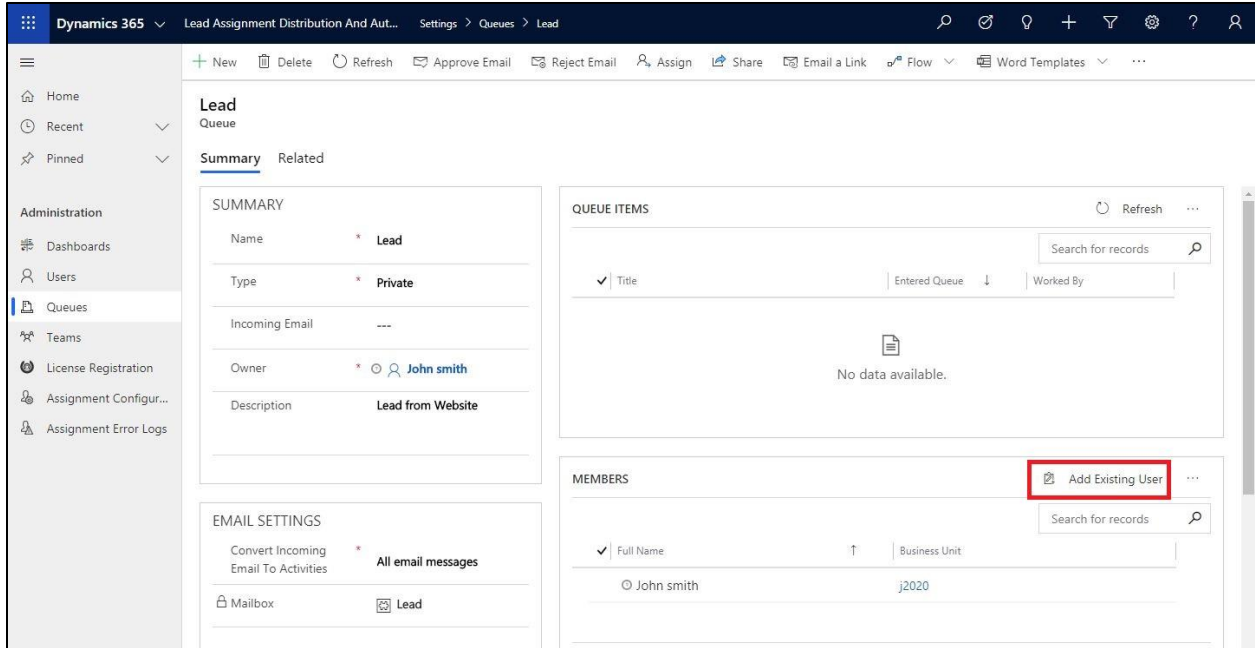 Dynamics 365 Lead Assignment Distribution And Aut... Settings > Queues > Lead ?
+ New Delete Refresh Approve Email Reject Email Assign Share Email a Link Flow Word Templates ...
Home
Recent
Pinned
Administration
Dashboards
Users
Queues
Teams
License Registration
Assignment Configur...
Assignment Error Logs
Lead
Queue
Summary Related
SUMMARY
Name * Lead
Type * Private
Incoming Email ---
Owner * John smith
Description Lead from Website
EMAIL SETTINGS
Convert Incoming * All email messages
Email To Activities
Mailbox Lead
QUEUE ITEMS Refresh ...
Search for records
Title Entered Queue ↓ Worked By
No data available.
MEMBERS Add Existing User ...
Search for records
Full Name ↑ Business Unit
John smith j2020